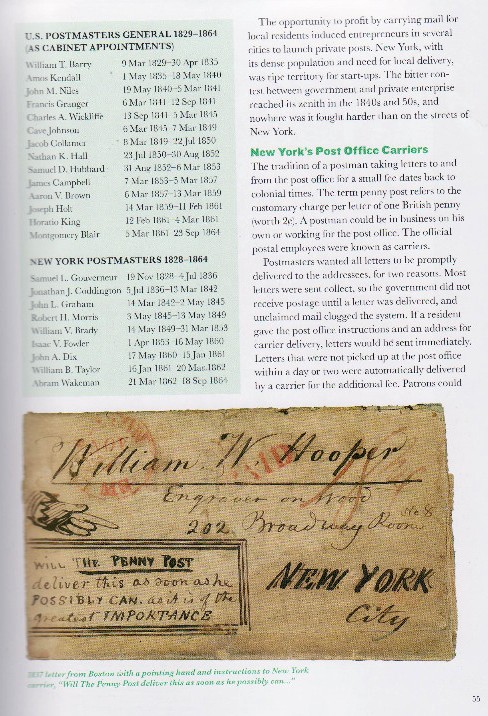 U.S. POSTMASTERS GENERAL 1829–1864
(AS CABINET APPOINTMENTS)
William T. Barry 9 Mar 1829–30 Apr 1835
Amos Kendall 1 May 1835–18 May 1840
John M. Niles 19 May 1840–5 Mar 1841
Francis Granger 6 Mar 1841–12 Sep 1841
Charles A. Wickliffe 13 Sep 1841–5 Mar 1845
Cave Johnson 6 Mar 1845–7 Mar 1849
Jacob Collamer 8 Mar 1849–22 Jul 1850
Nathan K. Hall 23 Jul 1850–30 Aug 1852
Samuel D. Hubbard 31 Aug 1852–6 Mar 1853
James Campbell 7 Mar 1853–5 Mar 1857
Aaron V. Brown 6 Mar 1857–13 Mar 1859
Joseph Holt 14 Mar 1859–11 Feb 1861
Horatio King 12 Feb 1861–4 Mar 1861
Montgomery Blair 5 Mar 1861–23 Sep 1864
NEW YORK POSTMASTERS 1828–1864
Samuel L. Gouverneur 19 Nov 1828–4 Jul 1836
Jonathan J. Coddington 5 Jul 1836–13 Mar 1842
John L. Graham 14 Mar 1842–2 May 1845
Robert H. Morris 3 May 1845–13 May 1849
William V. Brady 14 May 1849–31 Mar 1853
Isaac V. Fowler 1 Apr 1853–16 May 1860
John A. Dix 17 May 1860–15 Jan 1861
William B. Taylor 16 Jan 1861–20 Mar 1862
Abram Wakeman 21 Mar 1862–18 Sep 1864
The opportunity to profit by carrying mail for
local residents induced entrepreneurs in several
cities to launch private posts. New York, with
its dense population and need for local delivery,
was ripe territory for start-ups. The bitter con-
test between government and private enterprise
reached its zenith in the 1840s and 50s, and
nowhere was it fought harder than on the streets of
New York.
New York's Post Office Carriers
The tradition of a postman taking letters to and
from the post office for a small fee dates back to
colonial times. The term penny post refers to the
customary charge per letter of one British penny
(worth 2¢). A postman could be in business on his
own or working for the post office. The official
postal employees were known as carriers.
Postmasters wanted all letters to be promptly
delivered to the addressees, for two reasons. Most
letters were sent collect, so the government did not
receive postage until a letter was delivered, and
unclaimed mail clogged the system. If a resident
gave the post office instructions and an address for
carrier delivery, letters would be sent immediately.
Letters that were not picked up at the post office
within a day or two were automatically delivered
by a carrier for the additional fee. Patrons could
William W. Hooper
PAID
Engraver on Wood
202 Broadway Room No 8
WILL THE PENNY POST
deliver this as soon as he
POSSIBLY CAN. as it is of the
greatest IMPORTANCE
NEW YORK
City
1837 letter from Boston with a pointing hand and instructions to New York
carrier, "Will The Penny Post deliver this as soon as he possibly can..."
55